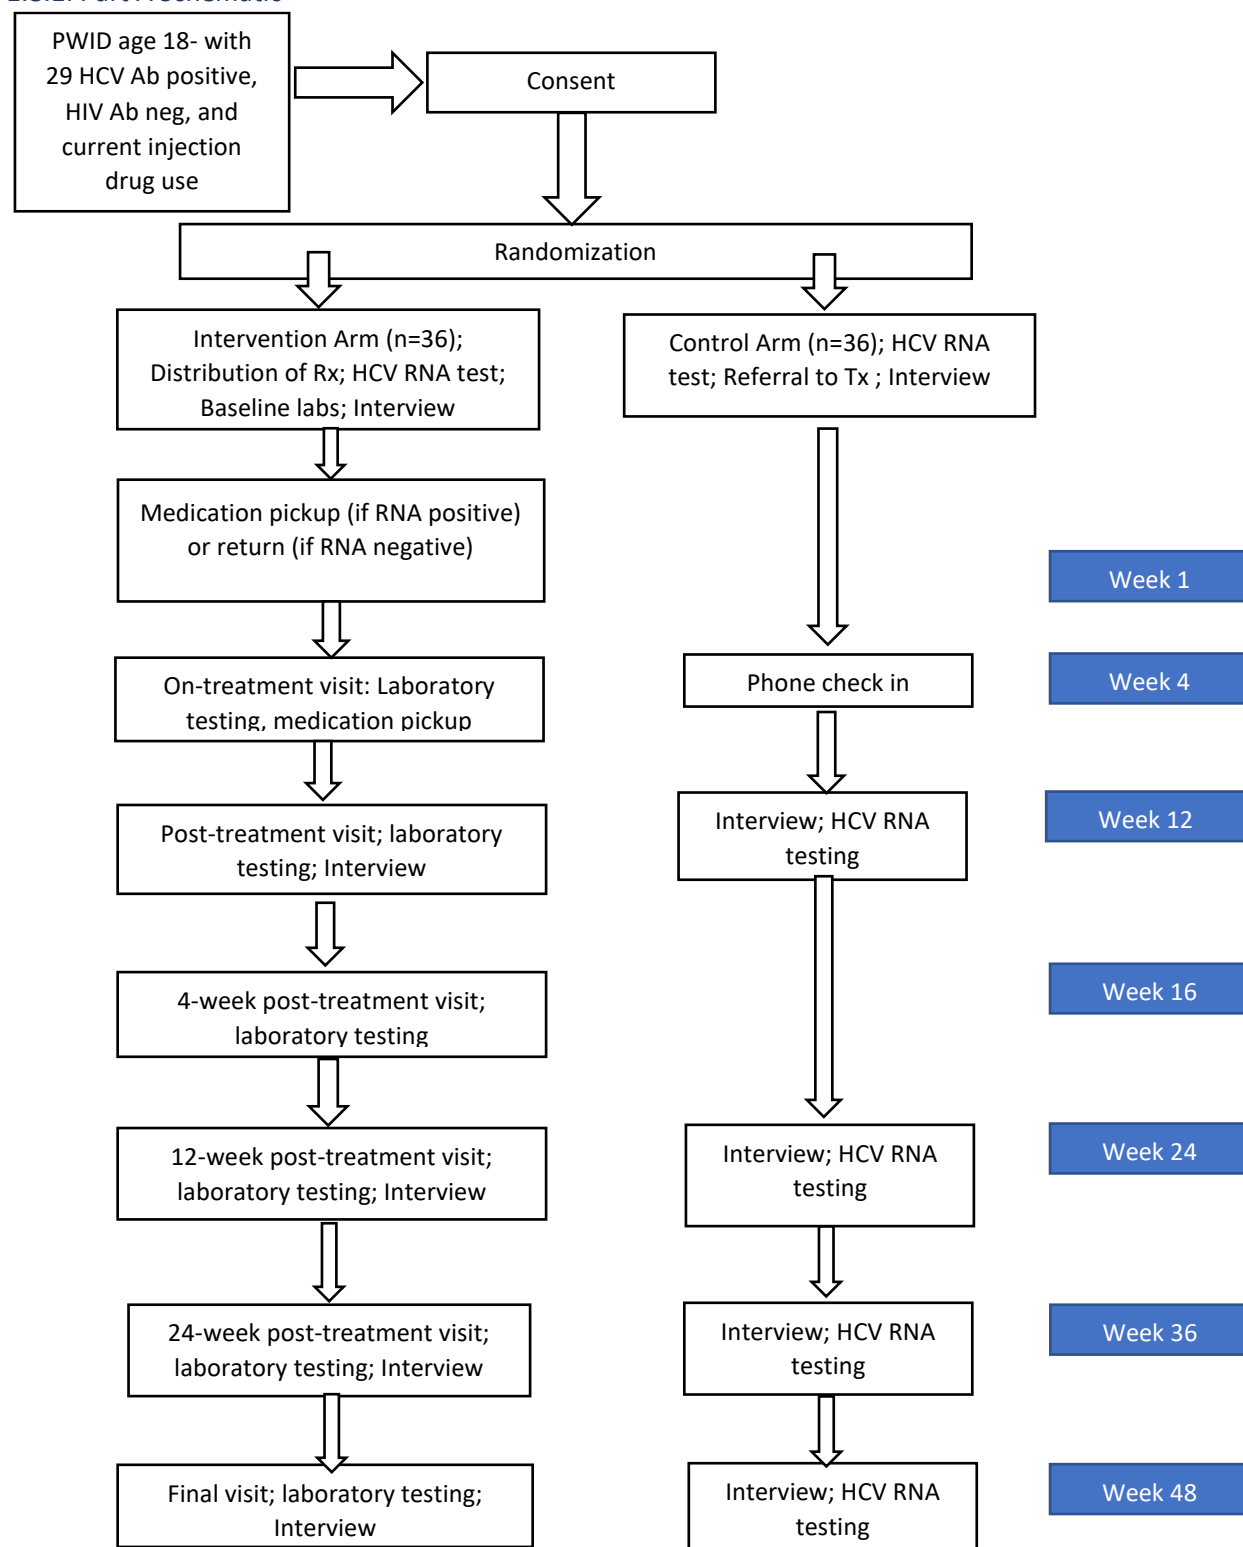 PWID age 18- with
29 HCV Ab positive,
HIV Ab neg, and
current injection
drug use
Consent
Randomization
Intervention Arm (n=36);
Distribution of Rx; HCV RNA test;
Baseline labs; Interview
Control Arm (n=36); HCV RNA
test; Referral to Tx ; Interview
Medication pickup (if RNA positive)
or return (if RNA negative)
Week 1
On-treatment visit: Laboratory
testing, medication pickup
Phone check in
Week 4
Post-treatment visit; laboratory
testing; Interview
Interview; HCV RNA
testing
Week 12
4-week post-treatment visit;
laboratory testing
Week 16
12-week post-treatment visit;
laboratory testing; Interview
Interview; HCV RNA
testing
Week 24
24-week post-treatment visit;
laboratory testing; Interview
Interview; HCV RNA
testing
Week 36
Final visit; laboratory testing;
Interview
Interview; HCV RNA
testing
Week 48